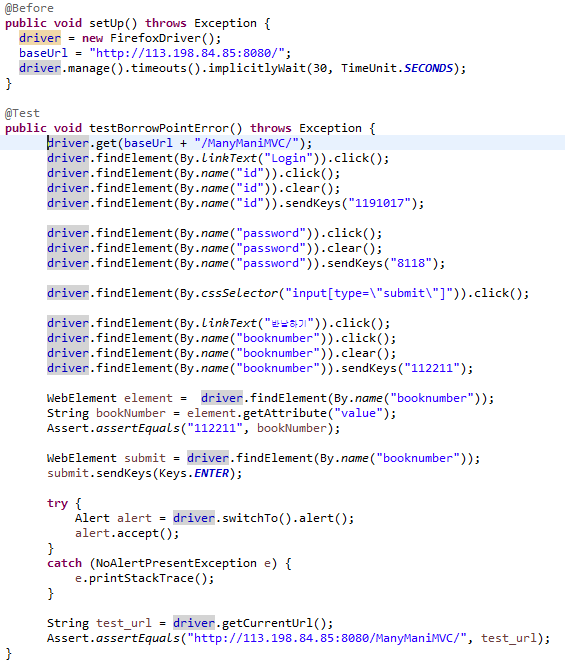 @Before
public void setUp() throws Exception {
driver = new FirefoxDriver();
baseUrl = "http://113.198.84.85:8080/";
driver.manage().timeouts().implicitlyWait(30, TimeUnit.SECONDS);
}
@Test
public void testBorrowPointError() throws Exception {
driver.get(baseUrl + "/ManyManiMVC/");
driver.findElement(By.linkText("Login")).click();
driver.findElement(By.name("id")).click();
driver.findElement(By.name("id")).clear();
driver.findElement(By.name("id")).sendKeys("1191017");
driver.findElement(By.name("password")).click();
driver.findElement(By.name("password")).clear();
driver.findElement(By.name("password")).sendKeys("8118");
driver.findElement(By.cssSelector("input[type=\"submit\"]")).click();
driver.findElement(By.linkText("반납하기")).click();
driver.findElement(By.name("booknumber")).click();
driver.findElement(By.name("booknumber")).clear();
driver.findElement(By.name("booknumber")).sendKeys("112211");
WebElement element =  driver.findElement(By.name("booknumber"));
String bookNumber = element.getAttribute("value");
Assert.assertEquals("112211", bookNumber);
WebElement submit = driver.findElement(By.name("booknumber"));
submit.sendKeys(Keys.ENTER);
try {
Alert alert = driver.switchTo().alert();
alert.accept();
}
catch (NoAlertPresentException e) {
e.printStackTrace();
}
String test_url = driver.getCurrentUrl();
Assert.assertEquals("http://113.198.84.85:8080/ManyManiMVC/", test_url);
}